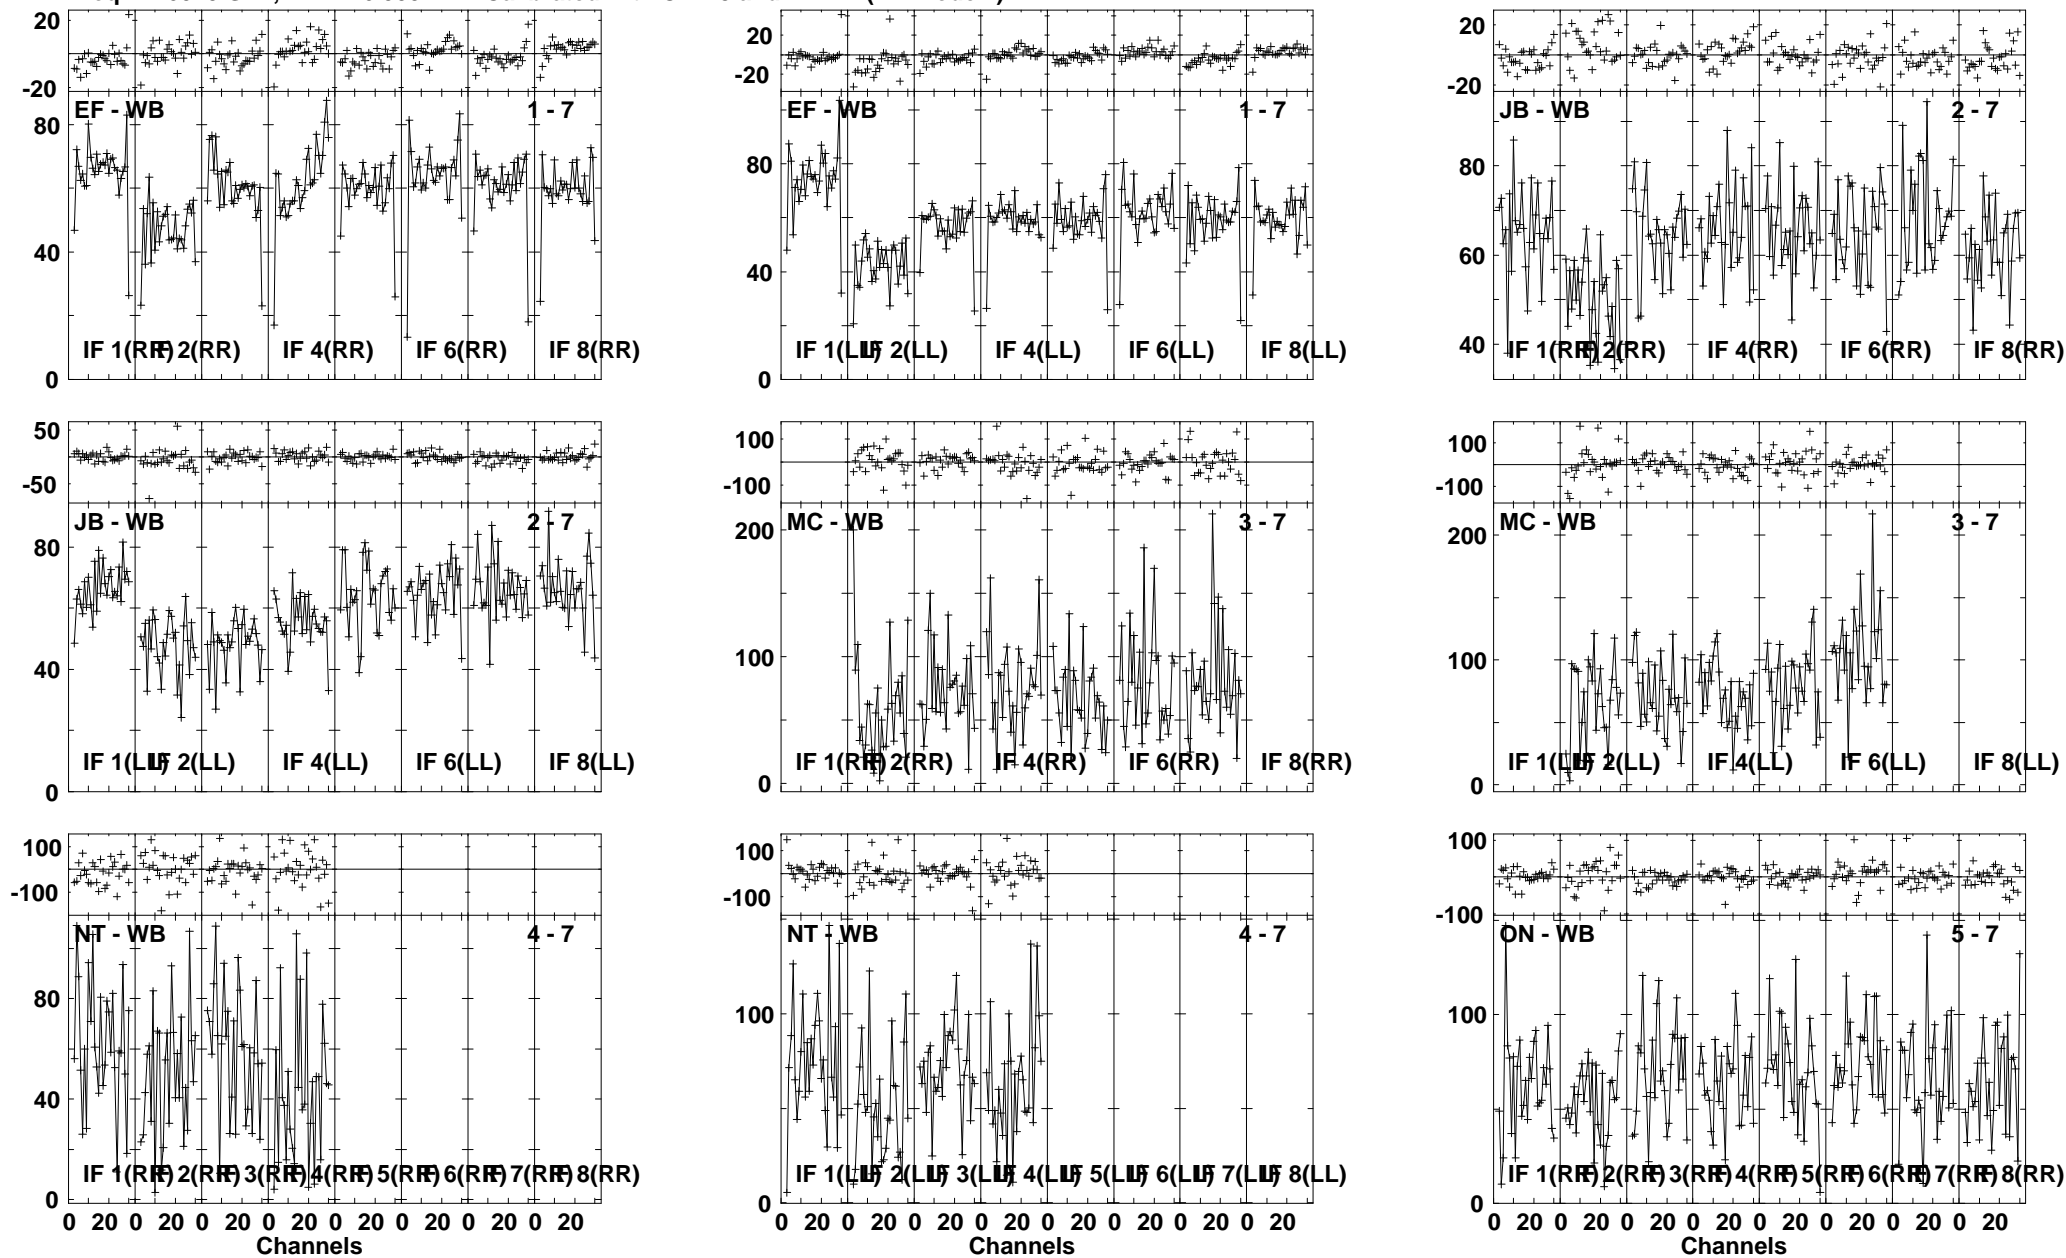 20
-20
EF - WB 1 - 7
80
40
0
IF 1(RR) IF 2(RR) IF 4(RR) IF 6(RR) IF 8(RR)
20
-20
EF - WB 1 - 7
80
40
0
IF 1(LL) IF 2(LL) IF 4(LL) IF 6(LL) IF 8(LL)
20
-20
JB - WB 2 - 7
80
60
40
IF 1(RR) IF 2(RR) IF 4(RR) IF 6(RR) IF 8(RR)
50
-50
JB - WB 2 - 7
80
40
0
IF 1(LL) IF 2(LL) IF 4(LL) IF 6(LL) IF 8(LL)
100
-100
MC - WB 3 - 7
200
100
0
IF 1(RR) IF 2(RR) IF 4(RR) IF 6(RR) IF 8(RR)
100
-100
MC - WB 3 - 7
200
100
0
IF 1(LL) IF 2(LL) IF 4(LL) IF 6(LL) IF 8(LL)
100
-100
NT - WB 4 - 7
80
40
0
IF 1(RR) IF 2(RR) IF 3(RR) IF 4(RR) IF 5(RR) IF 6(RR) IF 7(RR) IF 8(RR)
0 20 0 20 0 20 0 20 0 20 0 20 0 20 0 20
Channels
100
-100
NT - WB 4 - 7
100
0
IF 1(LL) IF 2(LL) IF 3(LL) IF 4(LL) IF 5(LL) IF 6(LL) IF 7(LL) IF 8(LL)
0 20 0 20 0 20 0 20 0 20 0 20 0 20 0 20
Channels
100
-100
ON - WB 5 - 7
100
0
IF 1(RR) IF 2(RR) IF 3(RR) IF 4(RR) IF 5(RR) IF 6(RR) IF 7(RR) IF 8(RR)
0 20 0 20 0 20 0 20 0 20 0 20 0 20 0 20
Channels